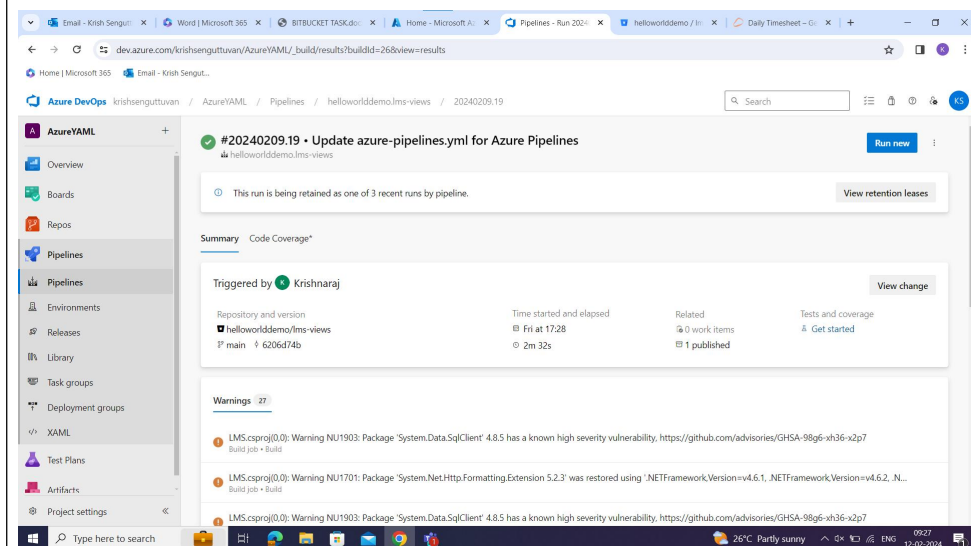 Email - Krish Sengutt
Word | Microsoft 365
BITBUCKET TASK.doc
Home - Microsoft Az
Pipelines - Run 2024
helloworlddemo / lm
Daily Timesheet – Go
dev.azure.com/krishsenguttuvan/AzureYAML/_build/results?buildId=26&view=results
K
Home | Microsoft 365
Email - Krish Sengut...
Azure DevOps krishsenguttuvan / AzureYAML / Pipelines / helloworlddemo.lms-views / 20240209.19
Search
KS
A AzureYAML +
Overview
Boards
Repos
Pipelines
Pipelines
Environments
Releases
Library
Task groups
Deployment groups
XAML
Test Plans
Artifacts
Project settings
#20240209.19 • Update azure-pipelines.yml for Azure Pipelines
helloworlddemo.lms-views
Run new
This run is being retained as one of 3 recent runs by pipeline.
View retention leases
Summary Code Coverage*
Triggered by K Krishnaraj
View change
Repository and version
helloworlddemo/lms-views
main 6206d74b
Time started and elapsed
Fri at 17:28
2m 32s
Related
0 work items
1 published
Tests and coverage
Get started
Warnings 27
LMS.csproj(0,0): Warning NU1903: Package 'System.Data.SqlClient' 4.8.5 has a known high severity vulnerability, https://github.com/advisories/GHSA-98g6-xh36-x2p7
Build job • Build
LMS.csproj(0,0): Warning NU1701: Package 'System.Net.Http.Formatting.Extension 5.2.3' was restored using '.NETFramework,Version=v4.6.1, .NETFramework,Version=v4.6.2, .N...
Build job • Build
LMS.csproj(0,0): Warning NU1903: Package 'System.Data.SqlClient' 4.8.5 has a known high severity vulnerability, https://github.com/advisories/GHSA-98g6-xh36-x2p7
Type here to search
26°C Partly sunny
ENG
09:27
12-02-2024